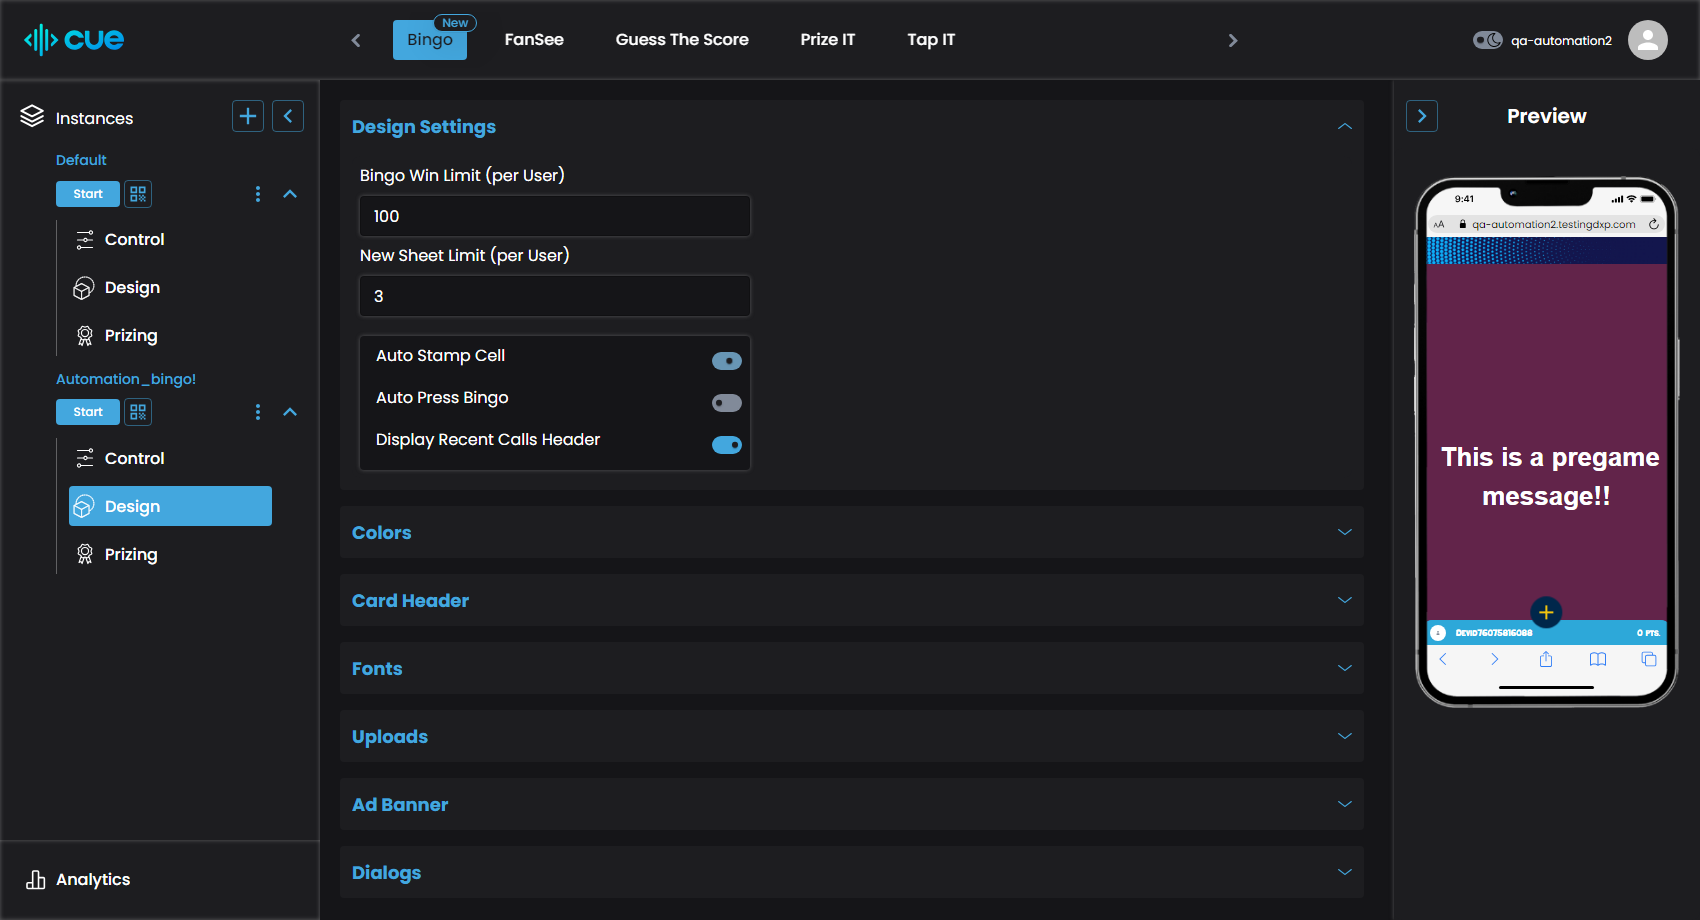 cue
Bingo
New
FanSee
Guess The Score
Prize IT
Tap IT
qa-automation2
Instances
Default
Start
Control
Design
Prizing
Automation_bingo!
Start
Control
Design
Prizing
Analytics
Design Settings
Bingo Win Limit (per User)
100
New Sheet Limit (per User)
3
Auto Stamp Cell
Auto Press Bingo
Display Recent Calls Header
Colors
Card Header
Fonts
Uploads
Ad Banner
Dialogs
Preview
9:41
AA qa-automation2.testingdxp.com
This is a pregame
message!!
DEVID76075816088 0 PTS.